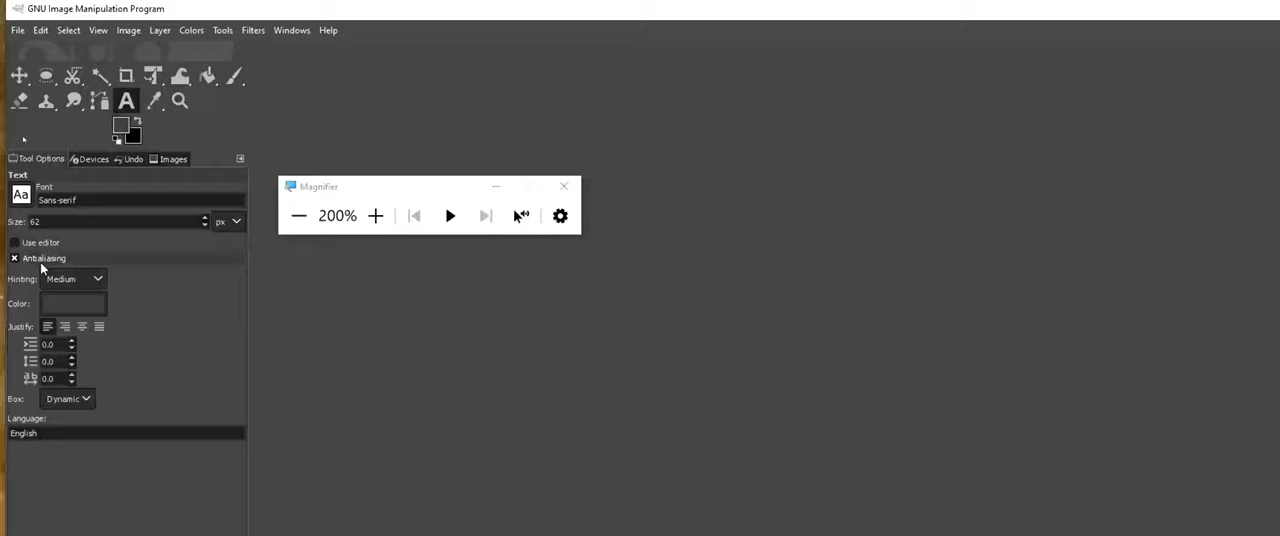 GNU Image Manipulation Program
File Edit Select View Image Layer Colors Tools Filters Windows Help
A
Tool Options Devices Undo Images
Text
Font
Aa Sans-serif
Size: 62 px
Use editor
Antialiasing
Hinting: Medium
Color:
Justify:
0.0
0.0
ab 0.0
Box: Dynamic
Language:
English
Magnifier
200%